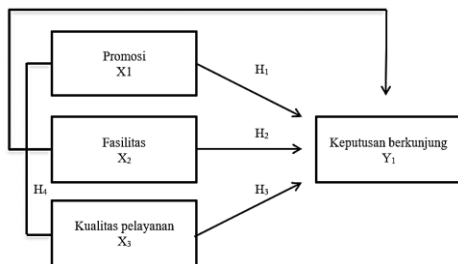 Promosi
X1
H₁
Fasilitas
X₂
H₂
Keputusan berkunjung
Y₁
H₄
H₃
Kualitas pelayanan
X₃